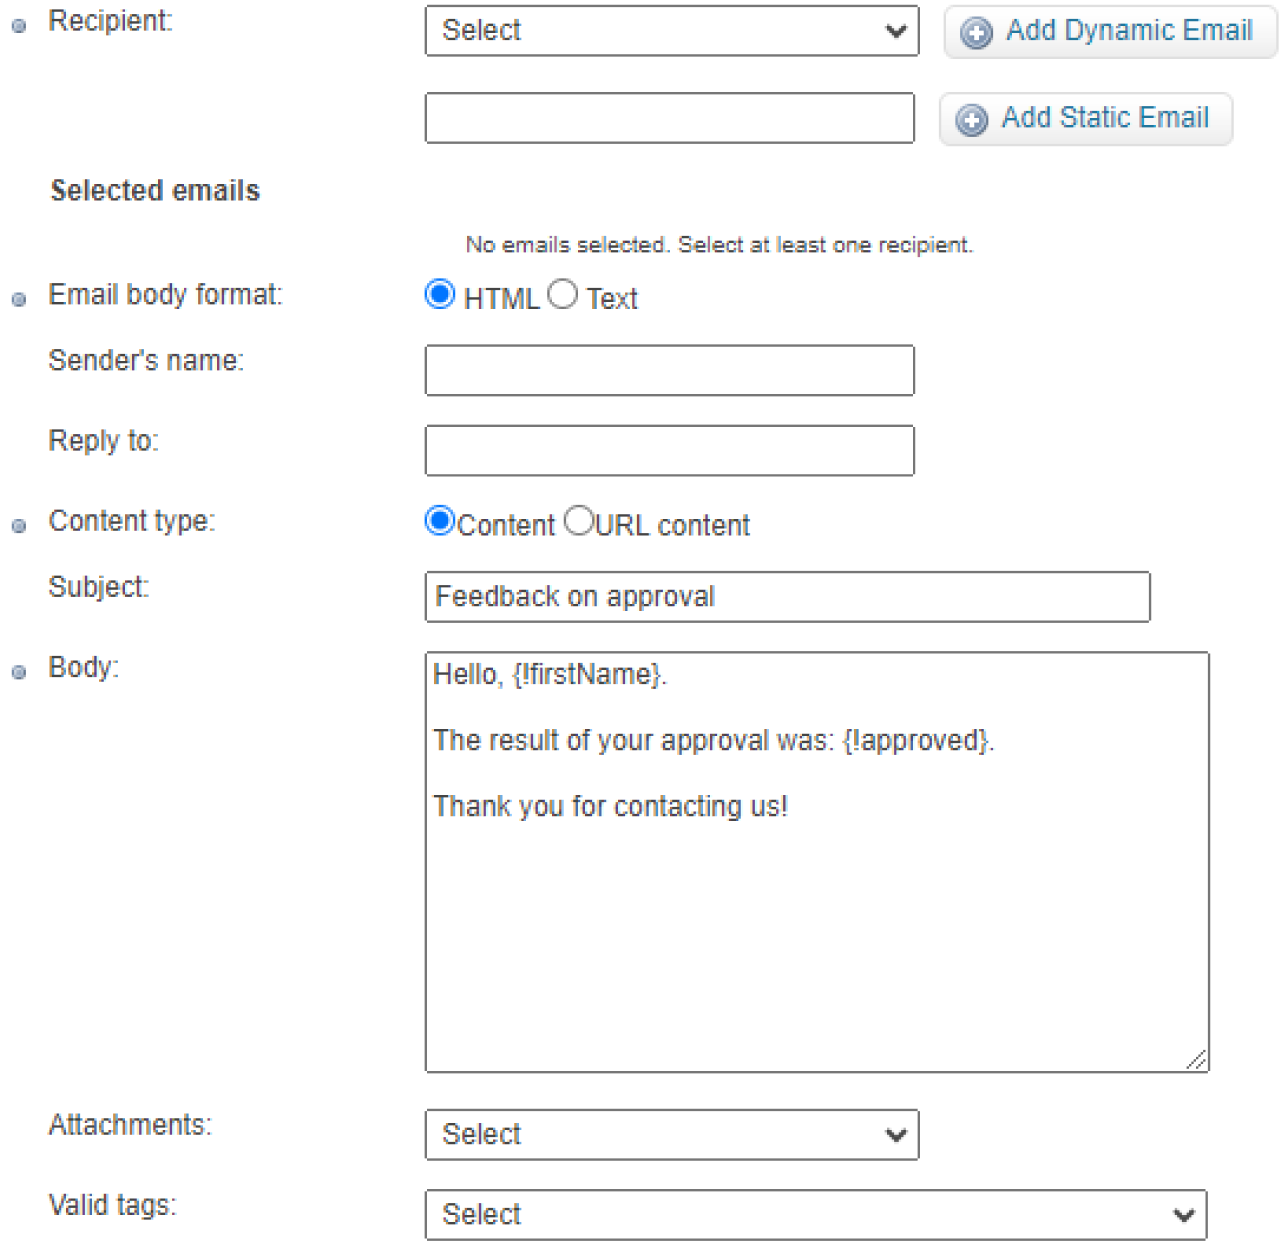 Recipient: Select Add Dynamic Email
Add Static Email
Selected emails
No emails selected. Select at least one recipient.
Email body format: HTML Text
Sender's name:
Reply to:
Content type: Content URL content
Subject: Feedback on approval
Body: Hello, {!firstName}.
The result of your approval was: {!approved}.
Thank you for contacting us!
Attachments: Select
Valid tags: Select